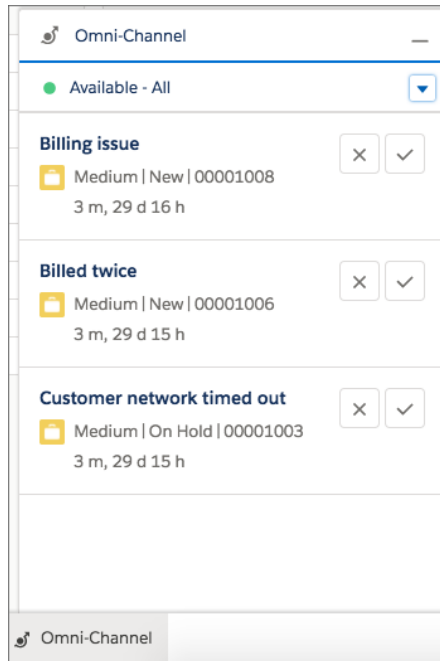 Omni-Channel
Available - All
Billing issue
Medium | New | 00001008
3 m, 29 d 16 h
Billed twice
Medium | New | 00001006
3 m, 29 d 15 h
Customer network timed out
Medium | On Hold | 00001003
3 m, 29 d 15 h
Omni-Channel